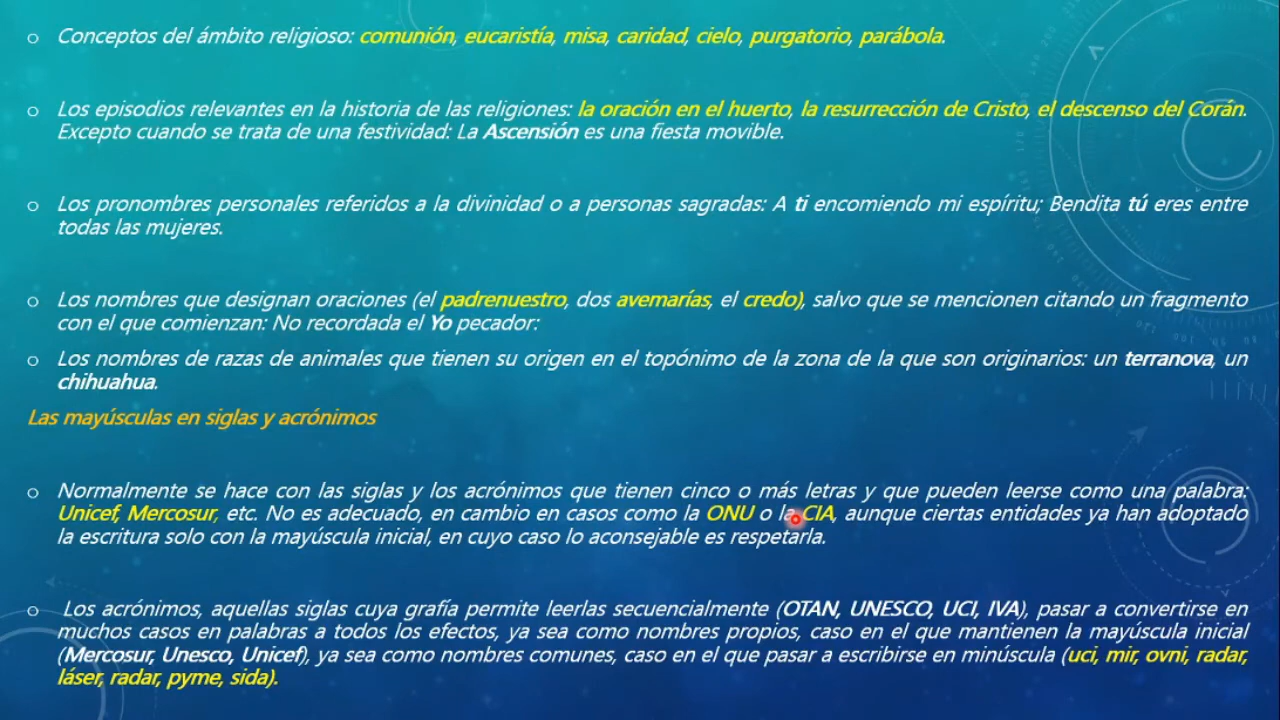 o Conceptos del ámbito religioso: comunión, eucaristía, misa, caridad, cielo, purgatorio, parábola.
o Los episodios relevantes en la historia de las religiones: la oración en el huerto, la resurrección de Cristo, el descenso del Corán.
Excepto cuando se trata de una festividad: La Ascensión es una fiesta movible.
o Los pronombres personales referidos a la divinidad o a personas sagradas: A ti encomiendo mi espíritu; Bendita tú eres entre
todas las mujeres.
o Los nombres que designan oraciones (el padrenuestro, dos avemarías, el credo), salvo que se mencionen citando un fragmento
con el que comienzan: No recordada el Yo pecador:
o Los nombres de razas de animales que tienen su origen en el topónimo de la zona de la que son originarios: un terranova, un
chihuahua.
Las mayúsculas en siglas y acrónimos
o Normalmente se hace con las siglas y los acrónimos que tienen cinco o más letras y que pueden leerse como una palabra:
Unicef, Mercosur, etc. No es adecuado, en cambio en casos como la ONU o la CIA, aunque ciertas entidades ya han adoptado
la escritura solo con la mayúscula inicial, en cuyo caso lo aconsejable es respetarla.
o Los acrónimos, aquellas siglas cuya grafía permite leerlas secuencialmente (OTAN, UNESCO, UCI, IVA), pasar a convertirse en
muchos casos en palabras a todos los efectos, ya sea como nombres propios, caso en el que mantienen la mayúscula inicial
(Mercosur, Unesco, Unicef), ya sea como nombres comunes, caso en el que pasar a escribirse en minúscula (uci, mir, ovni, radar,
láser, radar, pyme, sida).